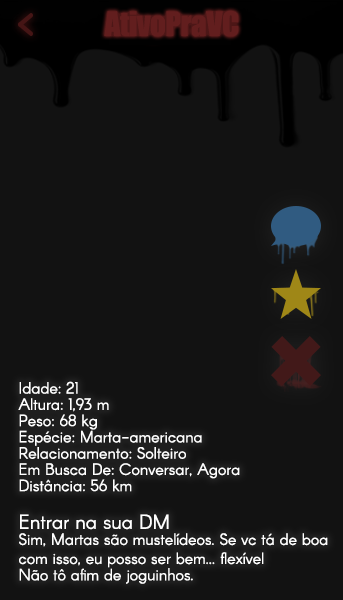 AtivoPraVC
Idade: 21
Altura: 1,93 m
Peso: 68 kg
Espécie: Marta-americana
Relacionamento: Solteiro
Em Busca De: Conversar, Agora
Distância: 56 km
Entrar na sua DM
Sim, Martas são mustelídeos. Se vc tá de boa
com isso, eu posso ser bem... flexível
Não tô afim de joguinhos.